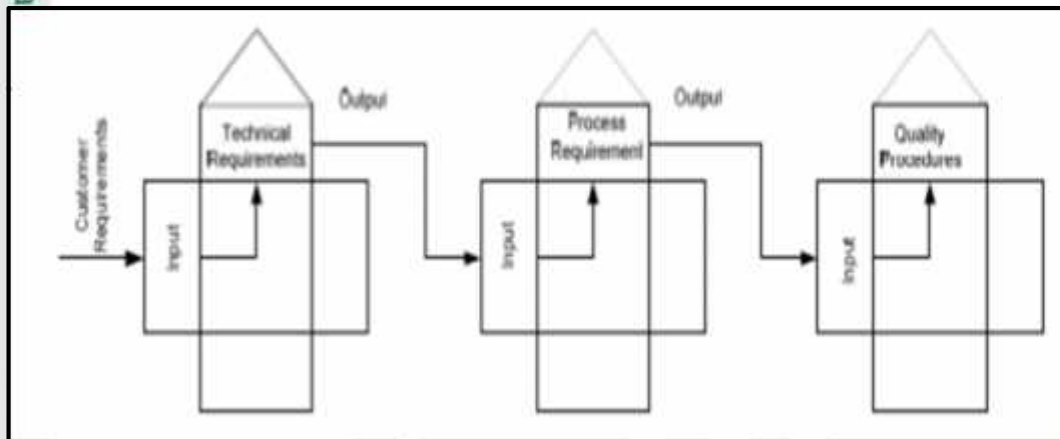 Customer
Requirements
Input
Technical
Requirements
Output
Input
Process
Requirement
Output
Input
Quality
Procedures